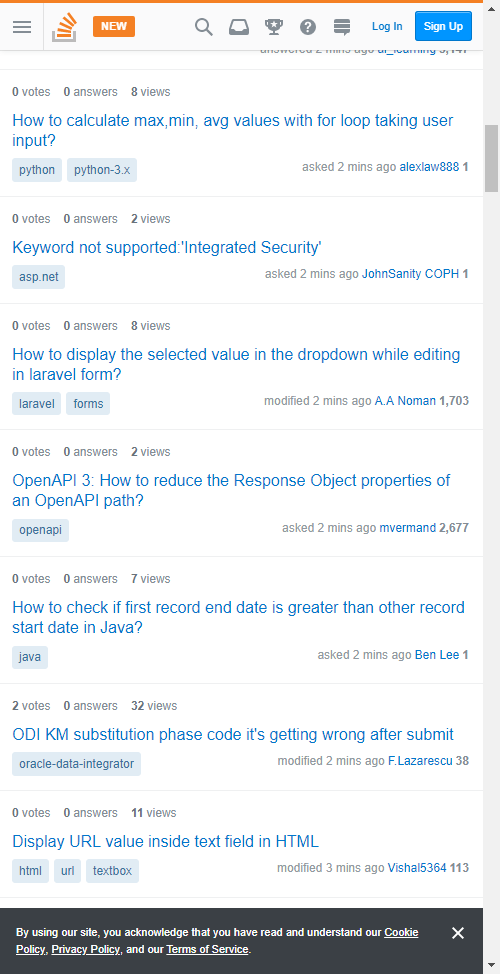 NEW
Log In
Sign Up
0 votes 0 answers 8 views
How to calculate max,min, avg values with for loop taking user
input?
python python-3.x
asked 2 mins ago alexlaw888 1
0 votes 0 answers 2 views
Keyword not supported:'Integrated Security'
asp.net
asked 2 mins ago JohnSanity COPH 1
0 votes 0 answers 8 views
How to display the selected value in the dropdown while editing
in laravel form?
laravel forms
modified 2 mins ago A.A Noman 1,703
0 votes 0 answers 2 views
OpenAPI 3: How to reduce the Response Object properties of
an OpenAPI path?
openapi
asked 2 mins ago mvermand 2,677
0 votes 0 answers 7 views
How to check if first record end date is greater than other record
start date in Java?
java
asked 2 mins ago Ben Lee 1
2 votes 0 answers 32 views
ODI KM substitution phase code it's getting wrong after submit
oracle-data-integrator
modified 2 mins ago F.Lazarescu 38
0 votes 0 answers 11 views
Display URL value inside text field in HTML
html url textbox
modified 3 mins ago Vishal5364 113
By using our site, you acknowledge that you have read and understand our Cookie
Policy, Privacy Policy, and our Terms of Service.